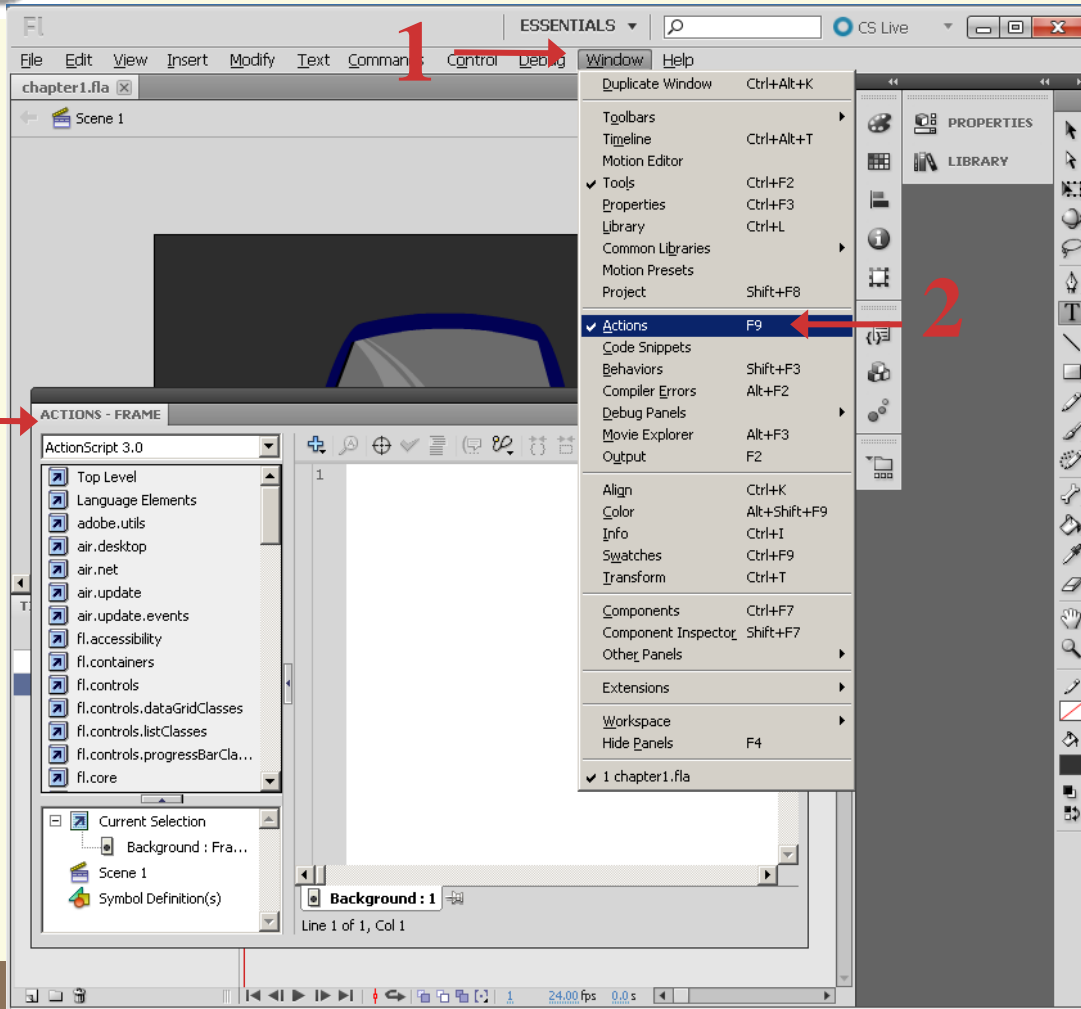 Fl ESSENTIALS CS Live
1
File Edit View Insert Modify Text Commands Control Debug Window Help
chapter1.fla
Scene 1
Duplicate Window Ctrl+Alt+K
Toolbars
Timeline Ctrl+Alt+T
Motion Editor
Tools Ctrl+F2
Properties Ctrl+F3
Library Ctrl+L
Common Libraries
Motion Presets
Project Shift+F8
Actions F9
Code Snippets
Behaviors Shift+F3
Compiler Errors Alt+F2
Debug Panels
Movie Explorer Alt+F3
Output F2
Align Ctrl+K
Color Alt+Shift+F9
Info Ctrl+I
Swatches Ctrl+F9
Transform Ctrl+T
Components Ctrl+F7
Component Inspector Shift+F7
Other Panels
Extensions
Workspace
Hide Panels F4
1 chapter1.fla
PROPERTIES
LIBRARY
2
T
ACTIONS - FRAME
ActionScript 3.0
Top Level
Language Elements
adobe.utils
air.desktop
air.net
air.update
air.update.events
fl.accessibility
fl.containers
fl.controls
fl.controls.dataGridClasses
fl.controls.listClasses
fl.controls.progressBarCla...
fl.core
1
Current Selection
Background : Fra...
Scene 1
Symbol Definition(s)
Background : 1
Line 1 of 1, Col 1
1 24.00 fps 0.0 s